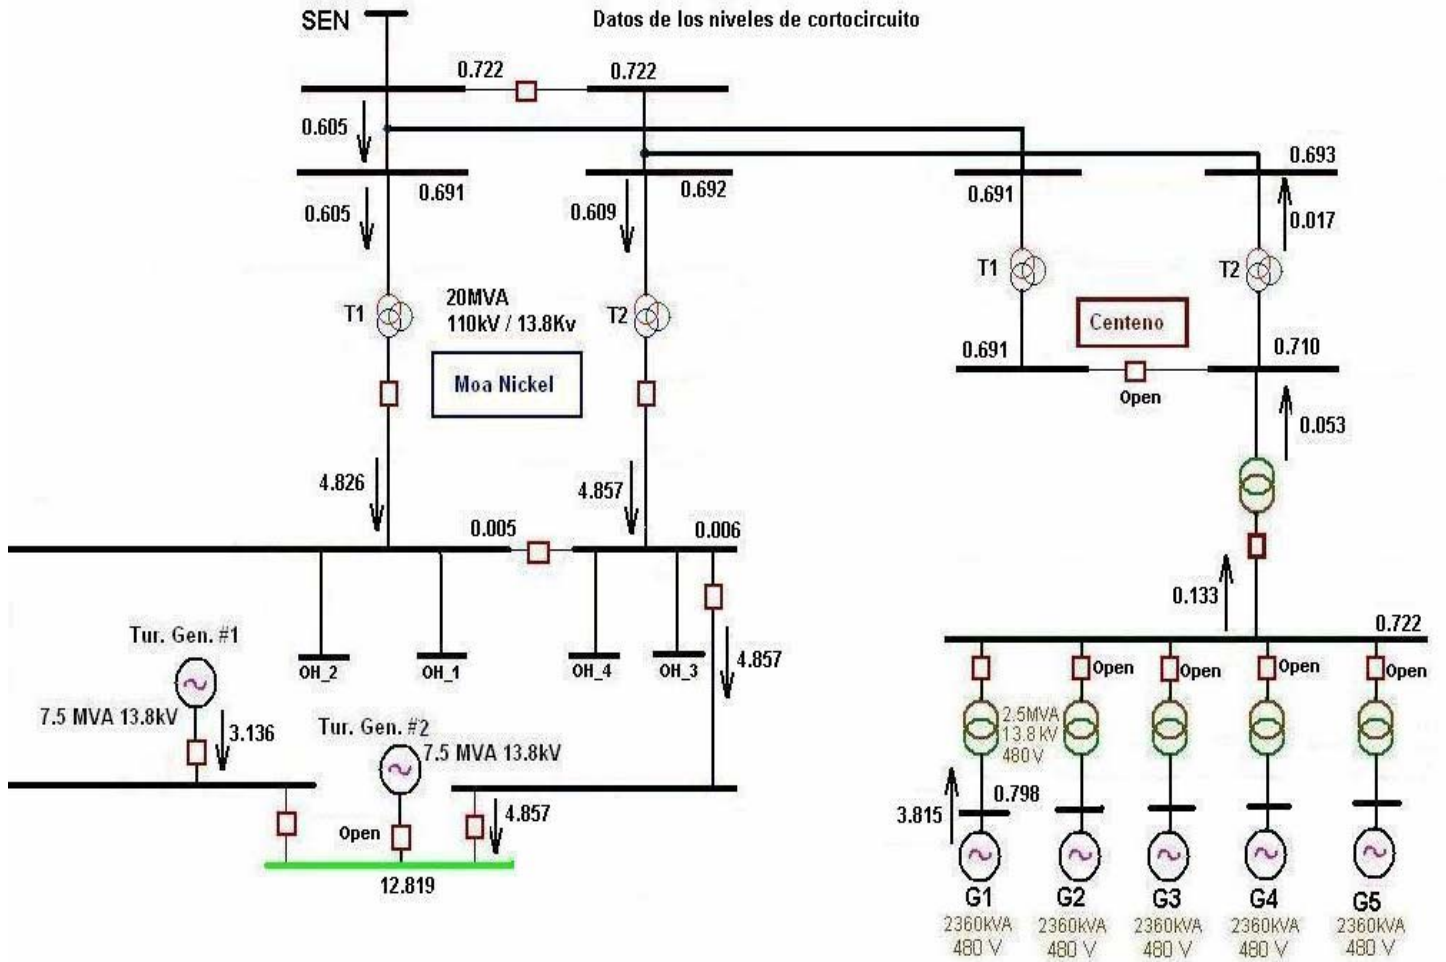 SEN
Datos de los niveles de cortocircuito
0.722
0.722
0.605
0.691
0.692
0.691
0.693
0.605
0.609
0.017
T1
20MVA
110kV / 13.8Kv
T2
T1
T2
Moa Nickel
Centeno
0.691
0.710
Open
0.053
4.826
4.857
0.005
0.006
0.133
0.722
OH_2
OH_1
OH_4
OH_3
4.857
Tur. Gen. #1
7.5 MVA 13.8kV
3.136
Tur. Gen. #2
7.5 MVA 13.8kV
Open
4.857
12.819
Open
Open
Open
Open
2.5MVA
13.8 kV
480 V
3.815
0.798
G1
G2
G3
G4
G5
2360kVA
480 V
2360kVA
480 V
2360kVA
480 V
2360kVA
480 V
2360kVA
480 V